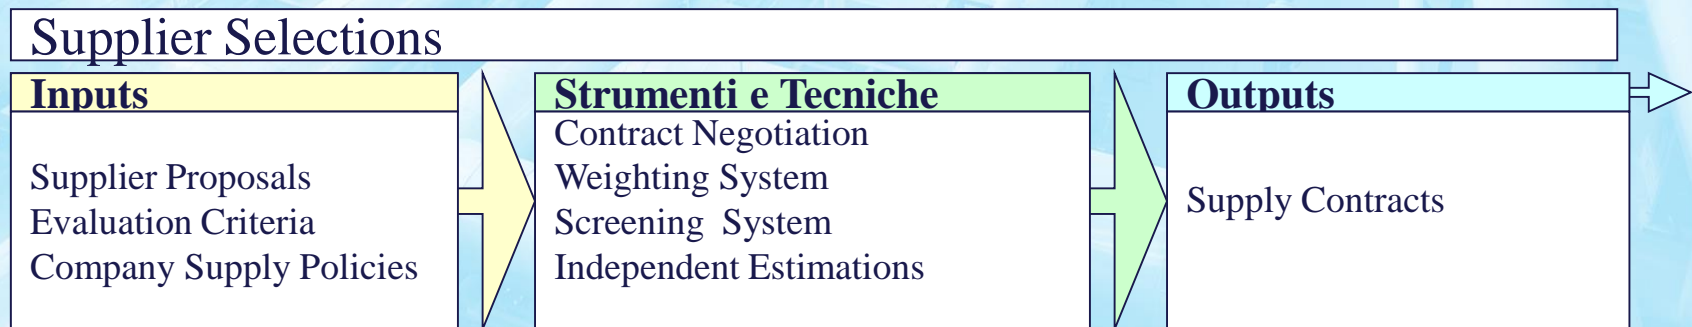 Supplier Selections
Inputs
Supplier Proposals
Evaluation Criteria
Company Supply Policies
Strumenti e Tecniche
Contract Negotiation
Weighting System
Screening System
Independent Estimations
Outputs
Supply Contracts